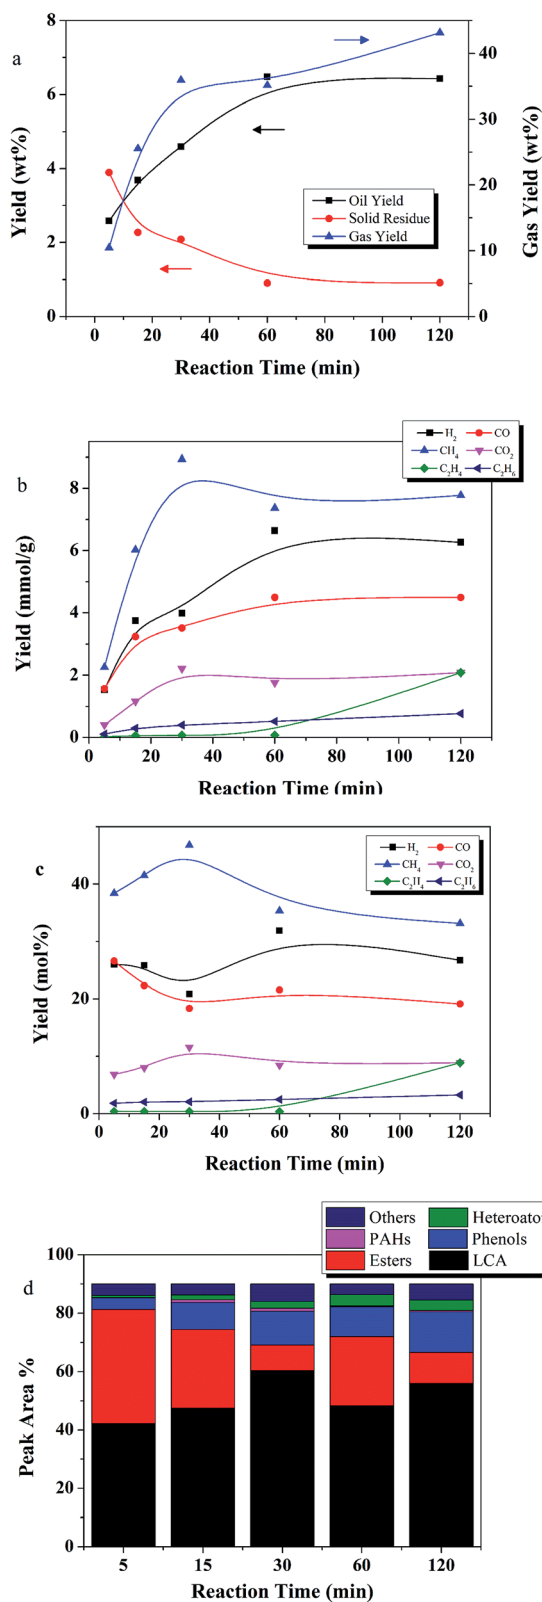 a
8
6
4
2
0
Yield (wt%)
40
30
20
10
0
Gas Yield (wt%)
Oil Yield
Solid Residue
Gas Yield
0 20 40 60 80 100 120
Reaction Time (min)
H2 CO
CH4 CO2
C2H4 C2H6
b
8
6
4
2
0
Yield (mmol/g)
0 20 40 60 80 100 120
Reaction Time (min)
c
H2 CO
CH4 CO2
C2H4 C2H6
40
20
0
Yield (mol%)
0 20 40 60 80 100 120
Reaction Time (min)
Others Heteroato
PAHs Phenols
Esters LCA
d
100
80
60
40
20
0
Peak Area %
5 15 30 60 120
Reaction Time (min)